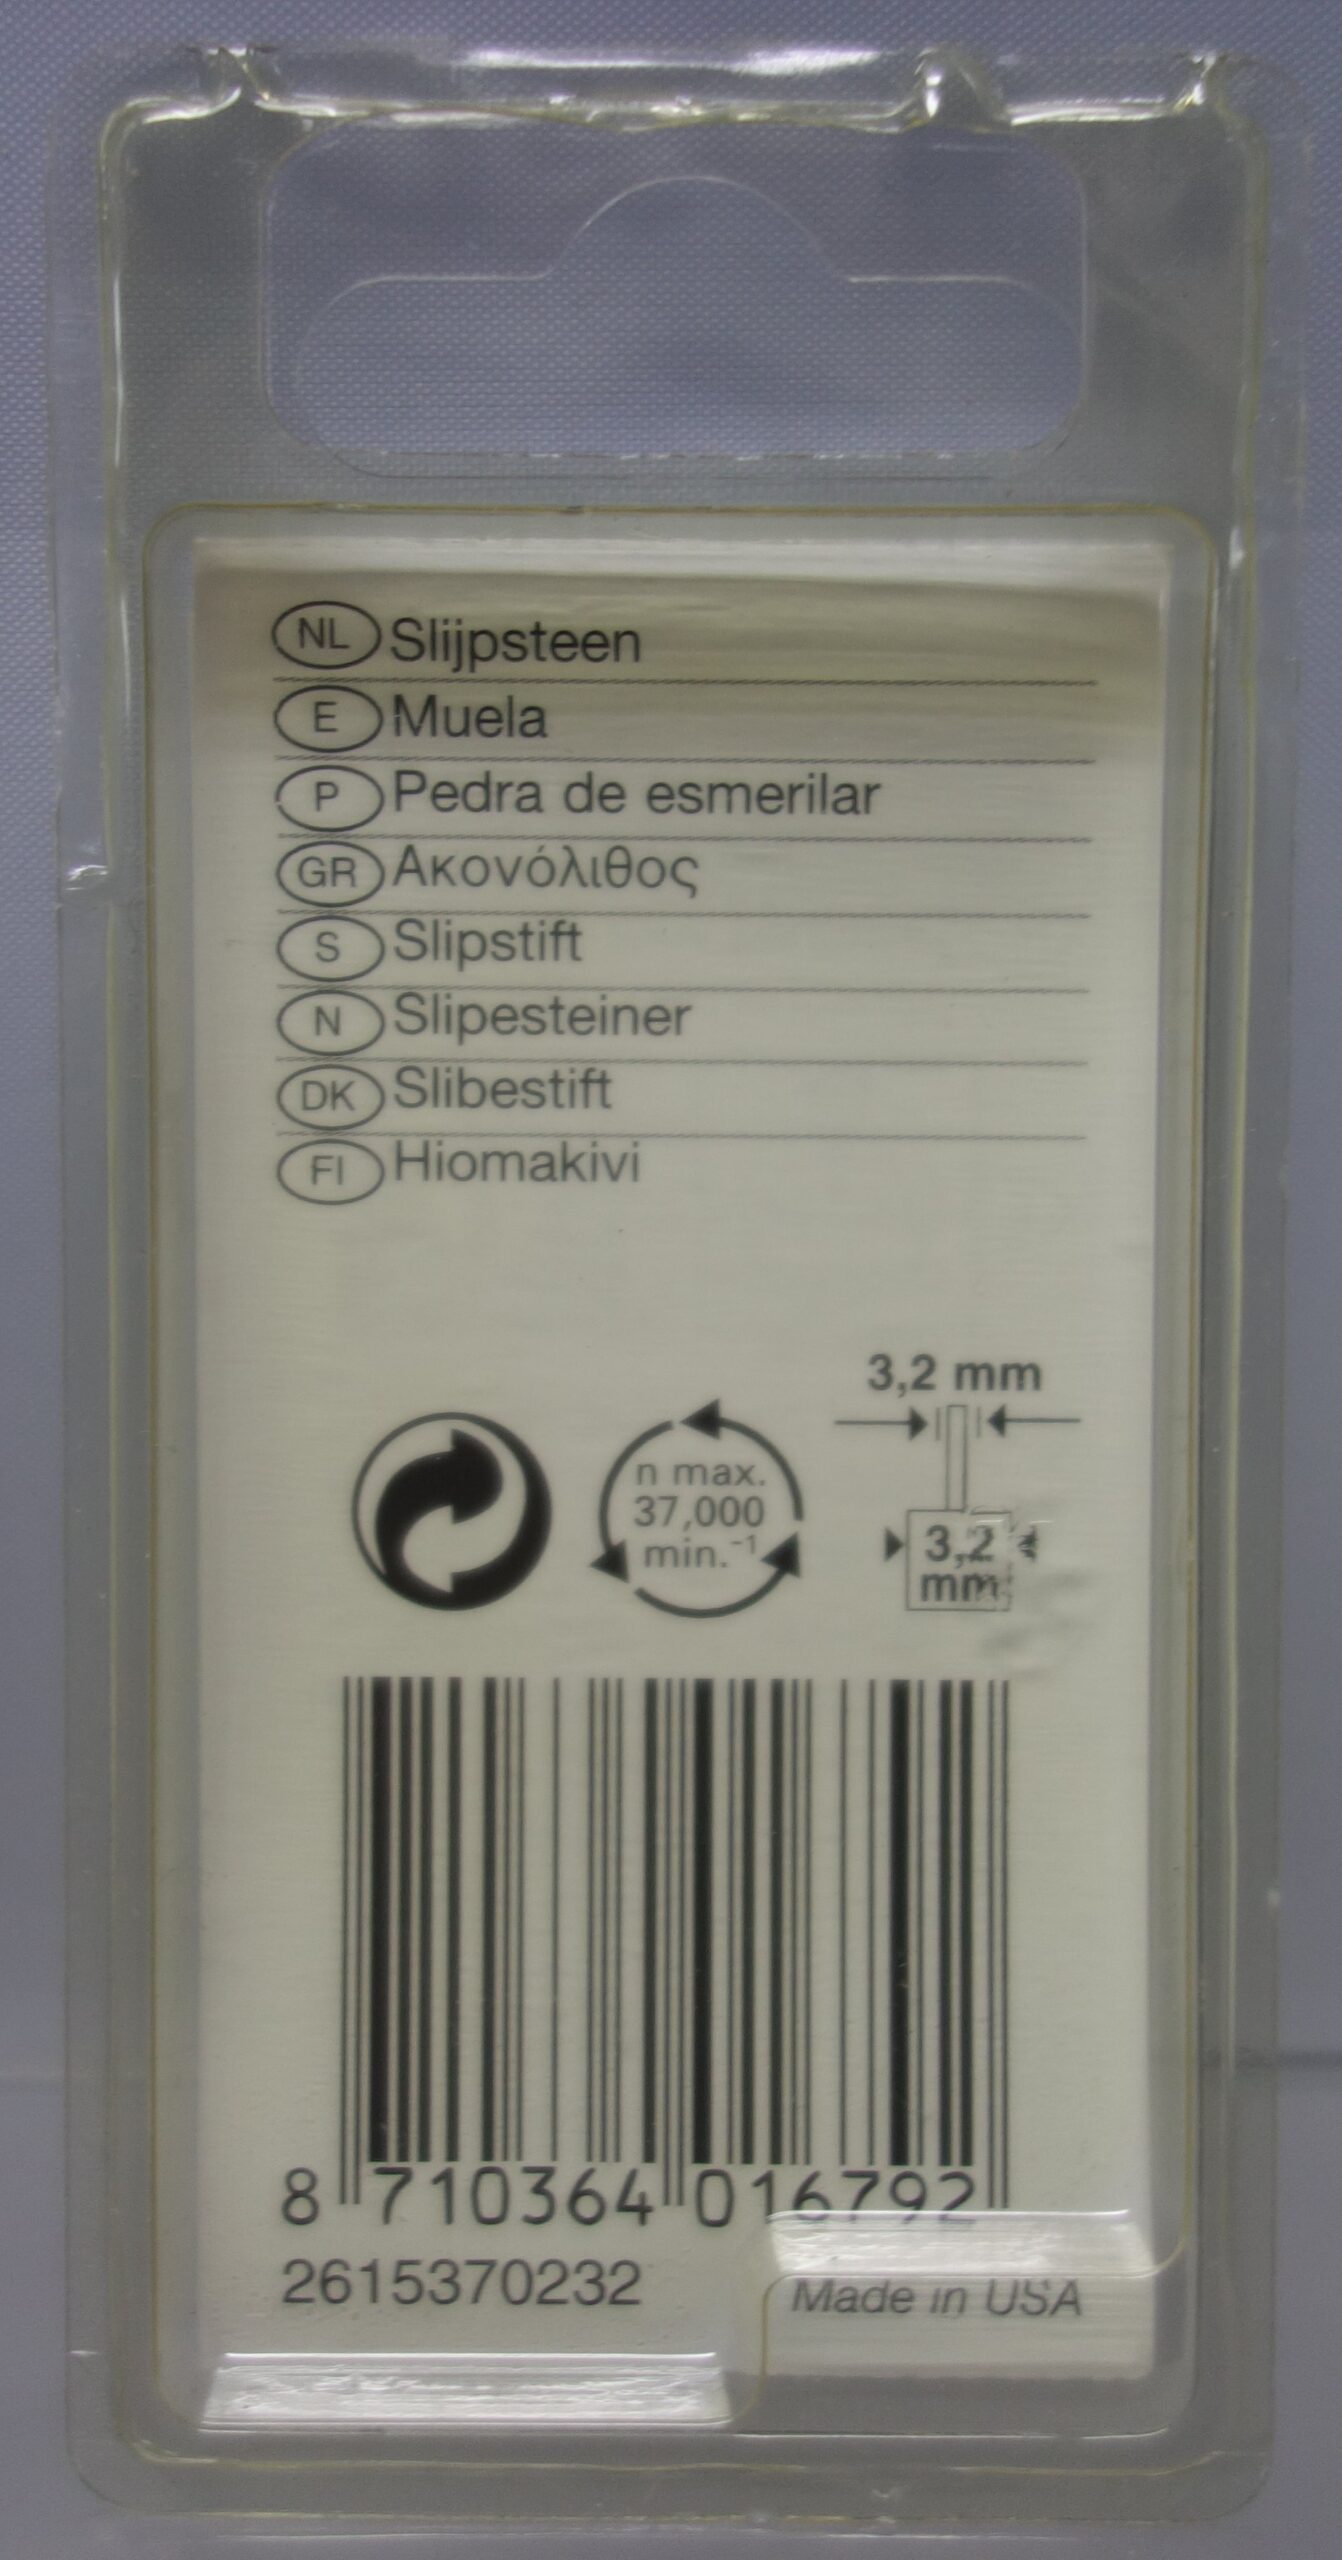 NL Slijpsteen
E Muela
P Pedra de esmerilar
GR Ακονόλιθος
S Slipstift
N Slipesteiner
DK Slibestift
FI Hiomakivi
3,2 mm
n max.
37,000
min.⁻¹
3,2
mm
8 710364 016792
2615370232
Made in USA